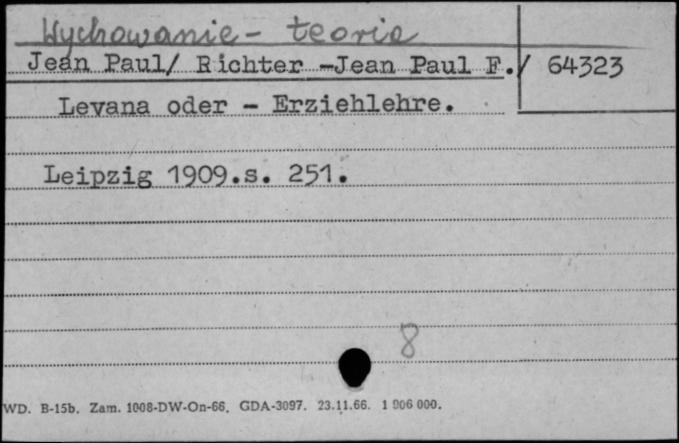 Wychowanie - teoria
Jean Paul/ Richter -Jean Paul F./ 64323
Levana oder - Erziehlehre.
Leipzig 1909.s. 251.
8
WD. B-15b. Zam. 1008-DW-On-66. GDA-3097. 23.11.66. 1 906 000.